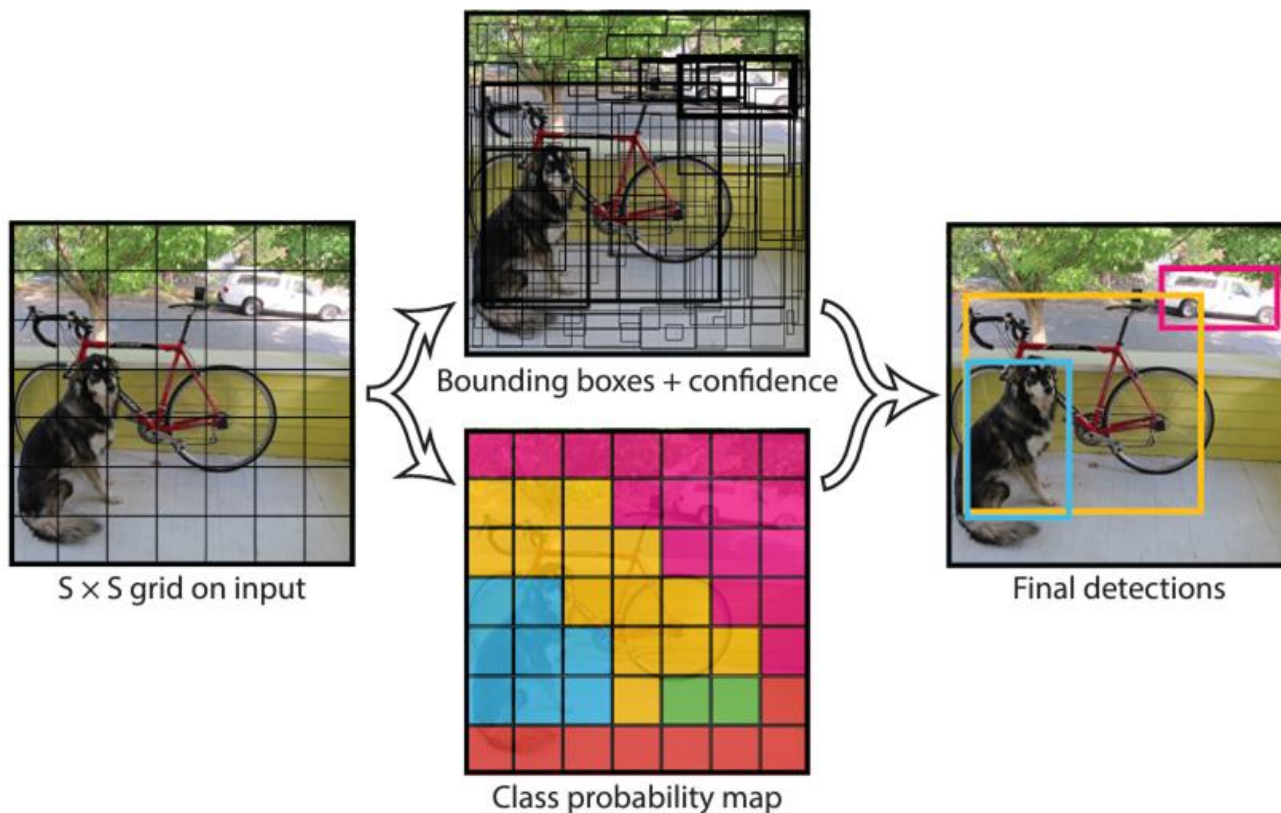 Bounding boxes + confidence
S × S grid on input
Final detections
Class probability map